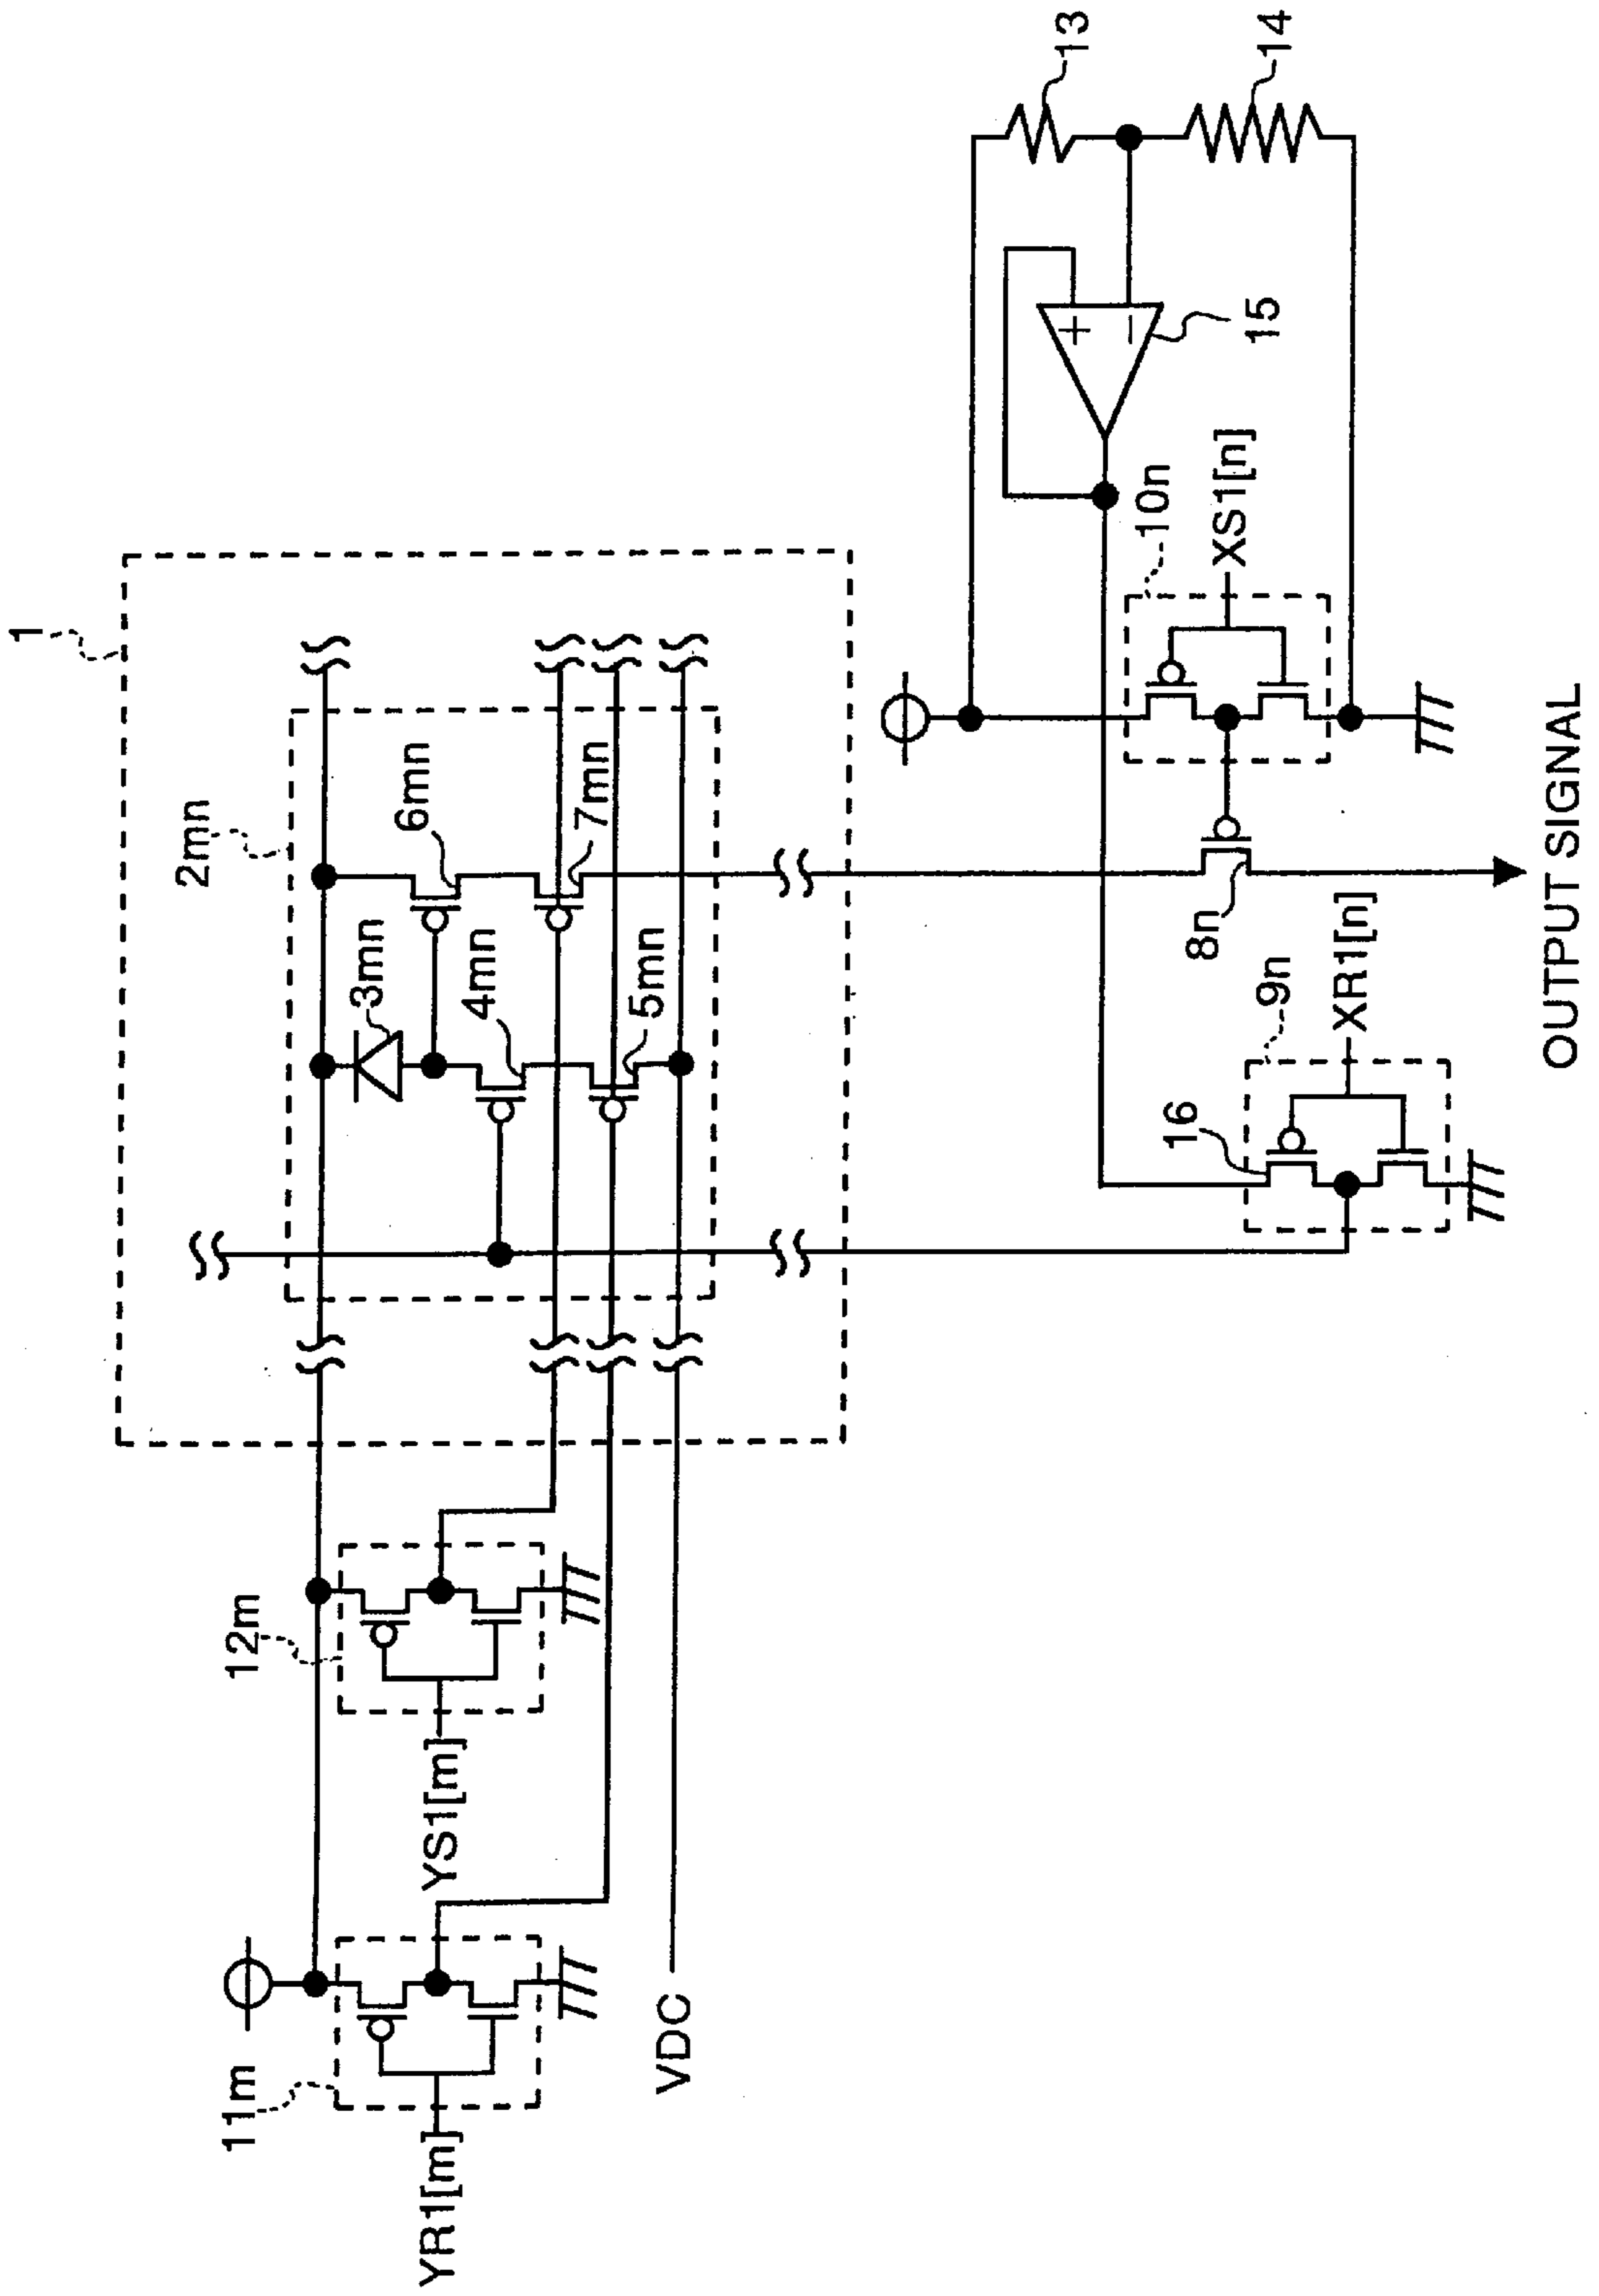 1
2mn
6mn
7mn
3mn
4mn
5mn
13
14
+
−
15
10n
XS1[n]
8n
9n
XR1[n]
16
OUTPUT SIGNAL
12m
YS1[m]
11m
YR1[m]
VDC